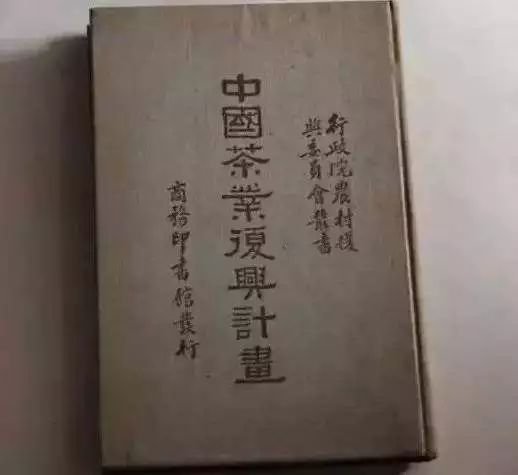 行政院農村復
興委員會叢書
中國茶業復興計畫
商務印書館發行